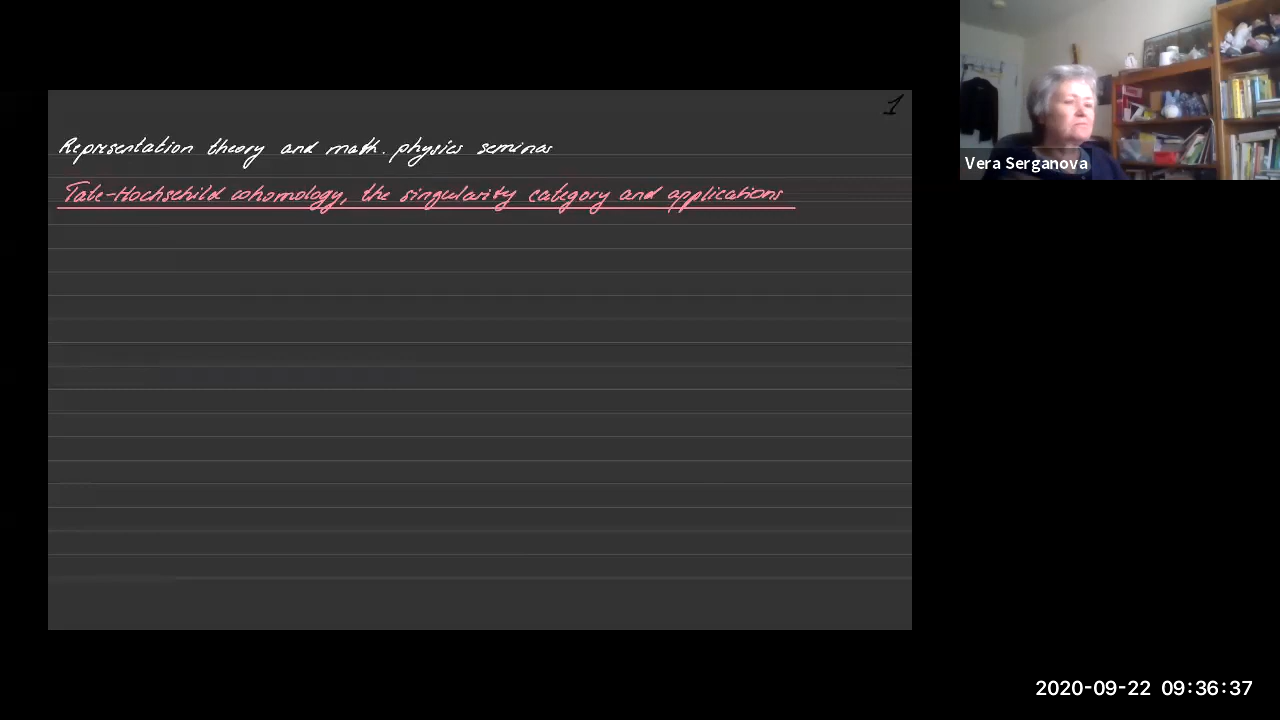 1
Representation theory and math. physics seminar
Tate-Hochschild cohomology, the singularity category and applications
Vera Serganova
2020-09-22 09:36:37